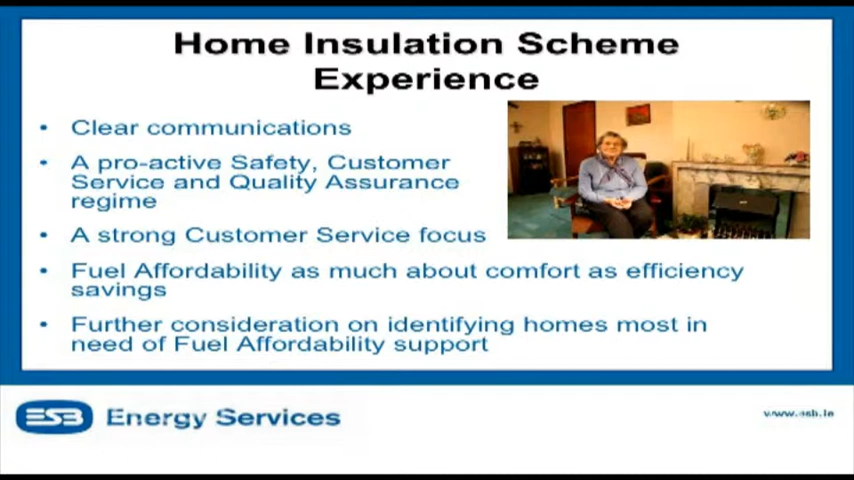 Home Insulation Scheme
Experience
• Clear communications
• A pro-active Safety, Customer
Service and Quality Assurance
regime
• A strong Customer Service focus
• Fuel Affordability as much about comfort as efficiency
savings
• Further consideration on identifying homes most in
need of Fuel Affordability support
ESB Energy Services
www.esb.ie